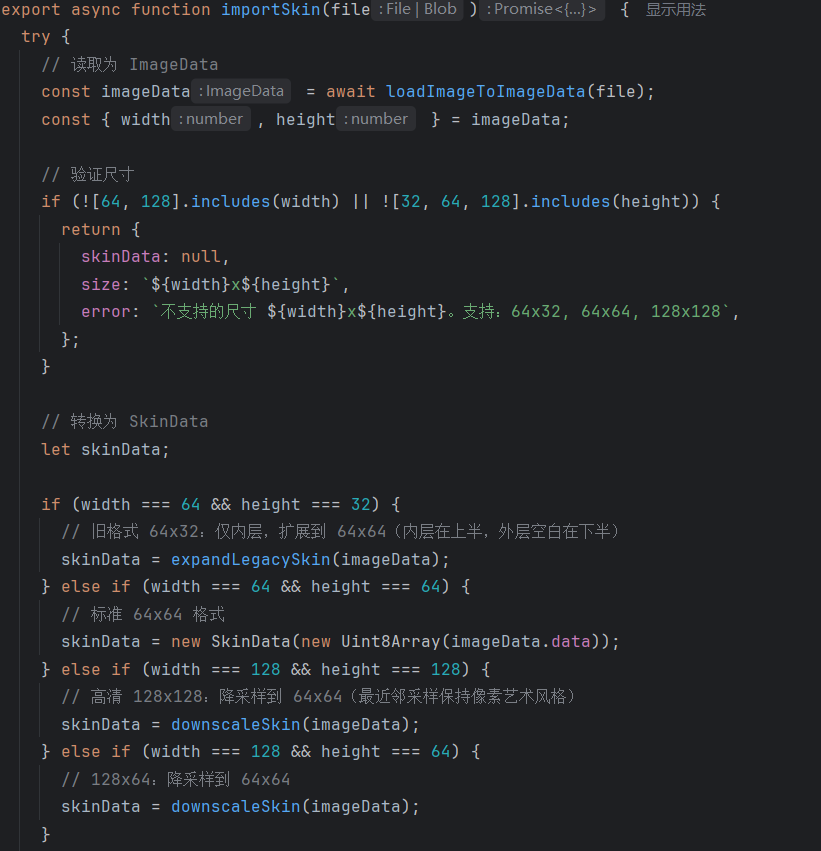 export async function importSkin(file : File | Blob ) : Promise<{...}> { 显示用法
try {
// 读取为 ImageData
const imageData : ImageData = await loadImageToImageData(file);
const { width : number , height : number } = imageData;
// 验证尺寸
if (![64, 128].includes(width) || ![32, 64, 128].includes(height)) {
return {
skinData: null,
size: `${width}x${height}`,
error: `不支持的尺寸 ${width}x${height}。支持：64x32, 64x64, 128x128`,
};
}
// 转换为 SkinData
let skinData;
if (width === 64 && height === 32) {
// 旧格式 64x32：仅内层，扩展到 64x64（内层在上半，外层空白在下半）
skinData = expandLegacySkin(imageData);
} else if (width === 64 && height === 64) {
// 标准 64x64 格式
skinData = new SkinData(new Uint8Array(imageData.data));
} else if (width === 128 && height === 128) {
// 高清 128x128：降采样到 64x64（最近邻采样保持像素艺术风格）
skinData = downscaleSkin(imageData);
} else if (width === 128 && height === 64) {
// 128x64：降采样到 64x64
skinData = downscaleSkin(imageData);
}